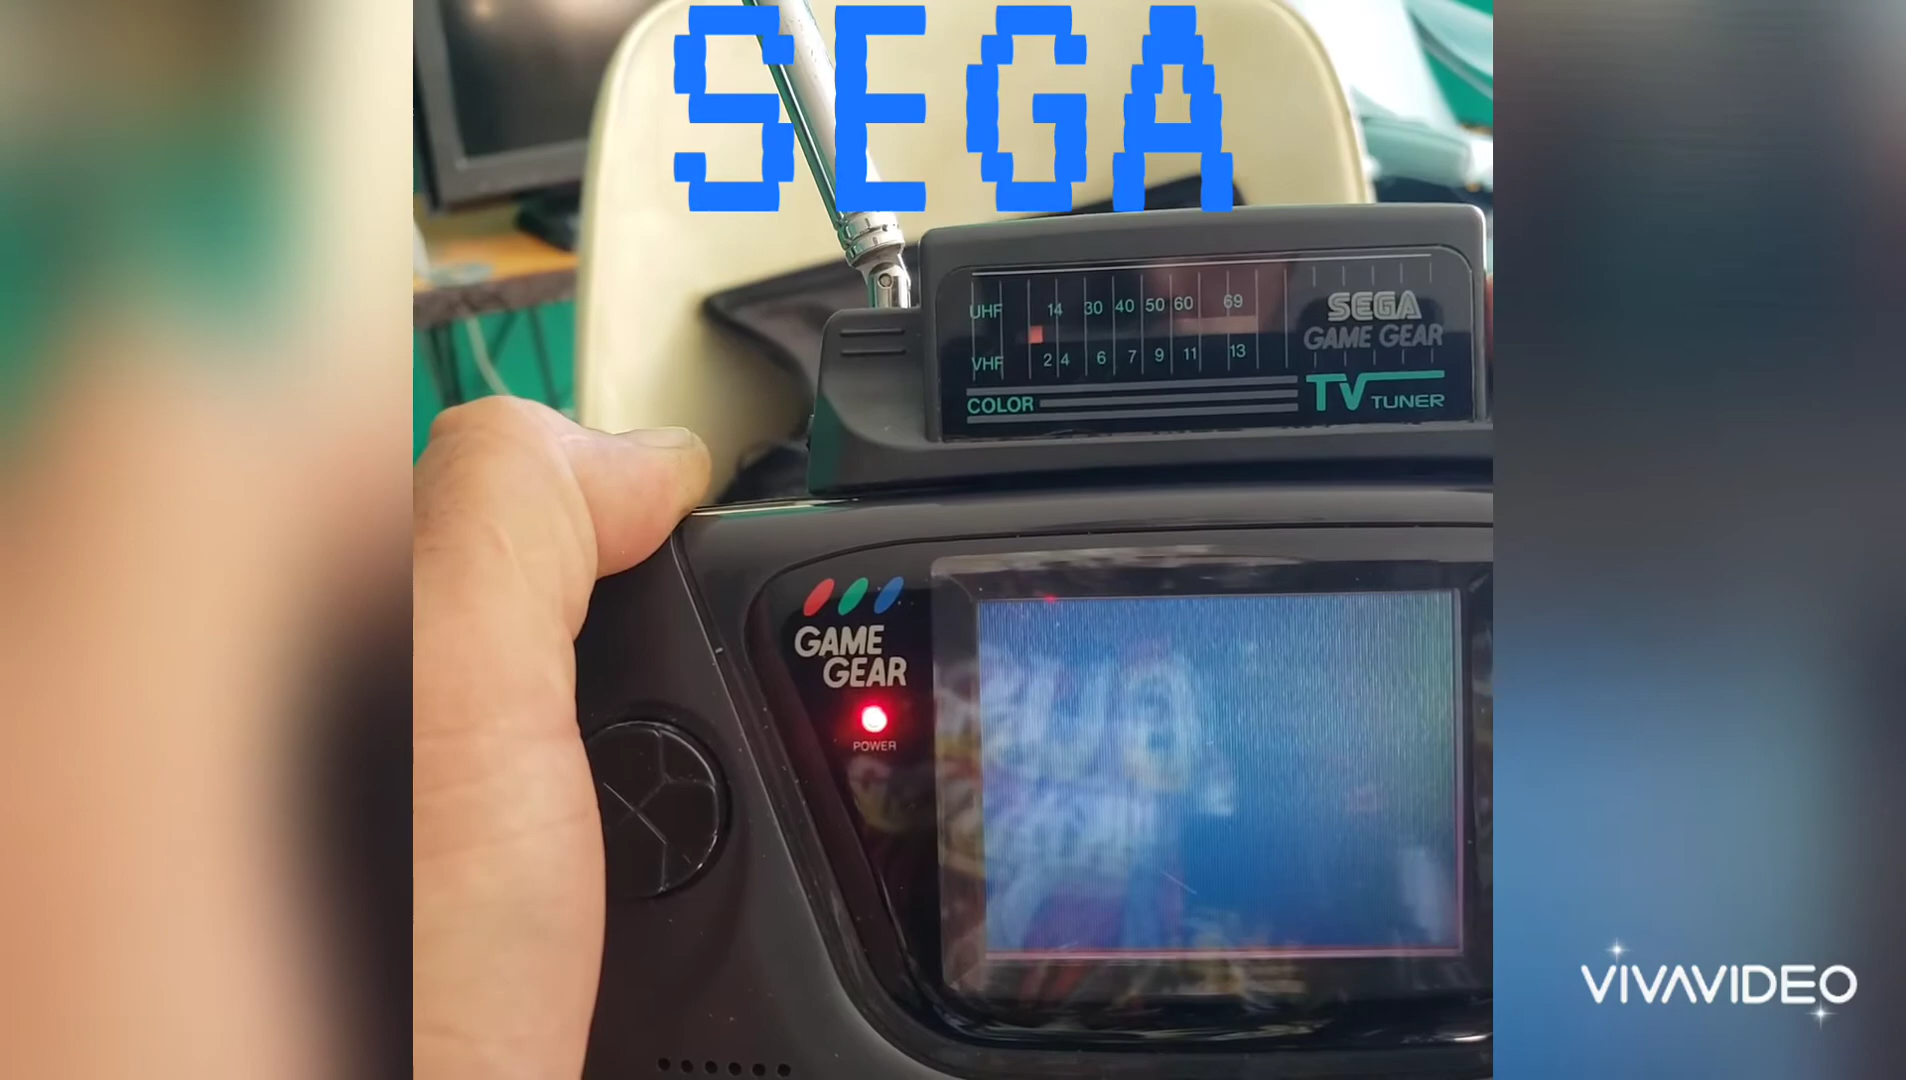 SEGA
UHF 14 30 40 50 60 69
SEGA
GAME GEAR
VHF 2 4 6 7 9 11 13
COLOR
TV TUNER
GAME
GEAR
POWER
VIVAVIDEO